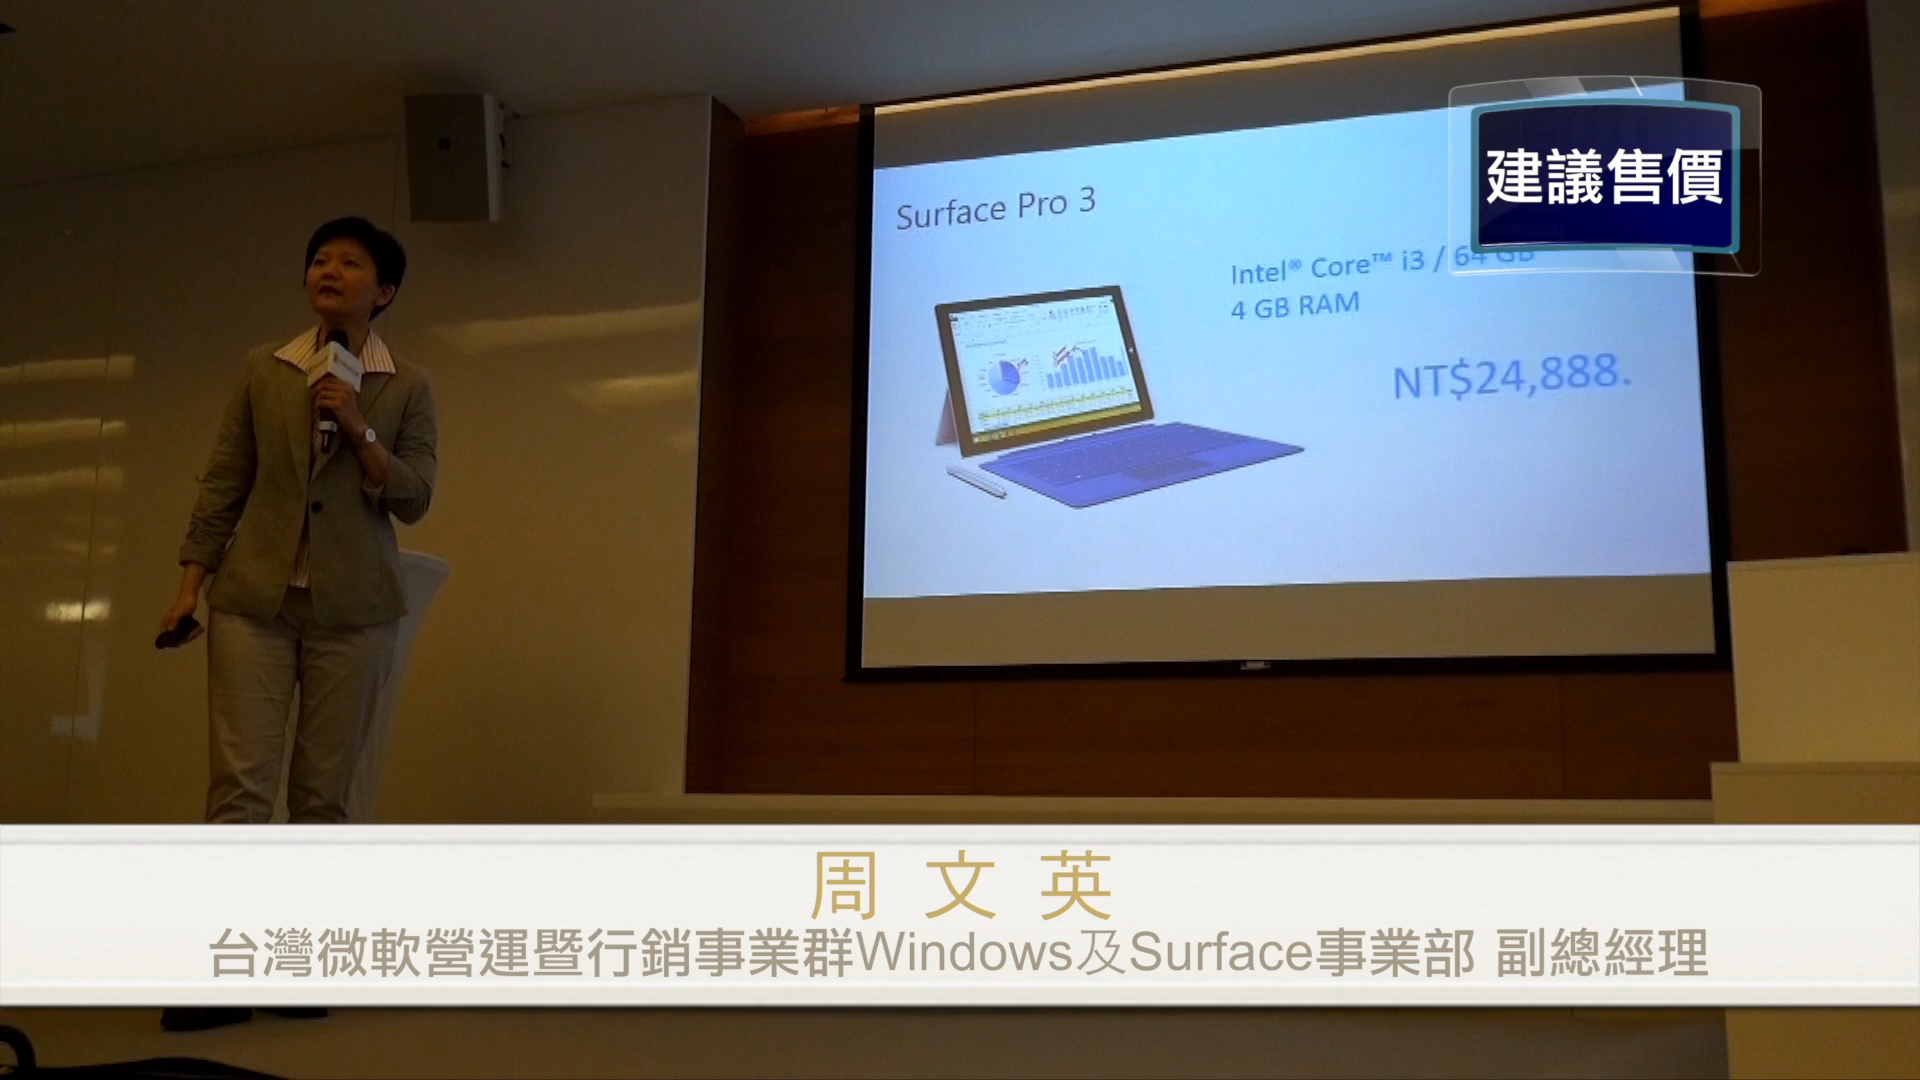 建議售價
Surface Pro 3
Intel® Core™ i3 / 64 GB
4 GB RAM
NT$24,888.
周文英
台灣微軟營運暨行銷事業群Windows及Surface事業部 副總經理